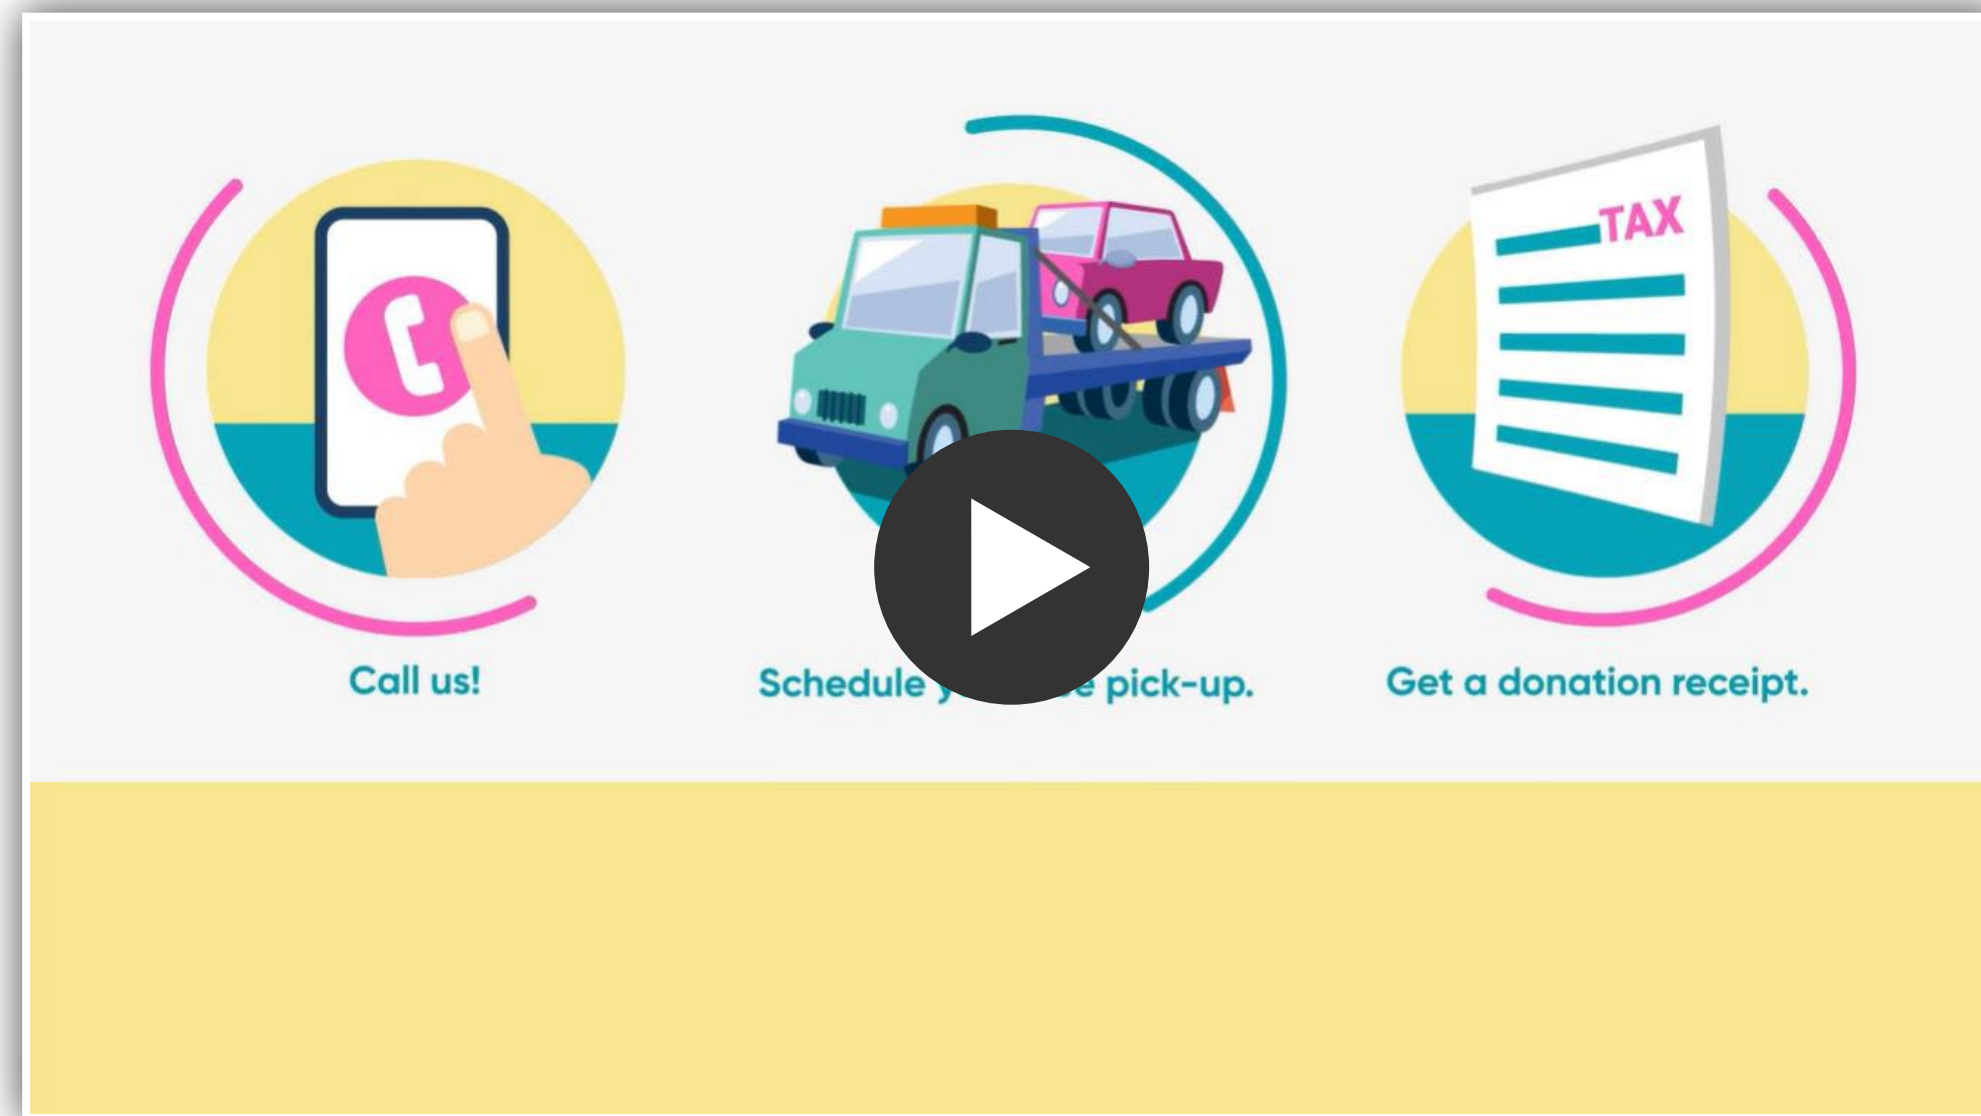 TAX
Call us!
Schedule pick-up.
Get a donation receipt.